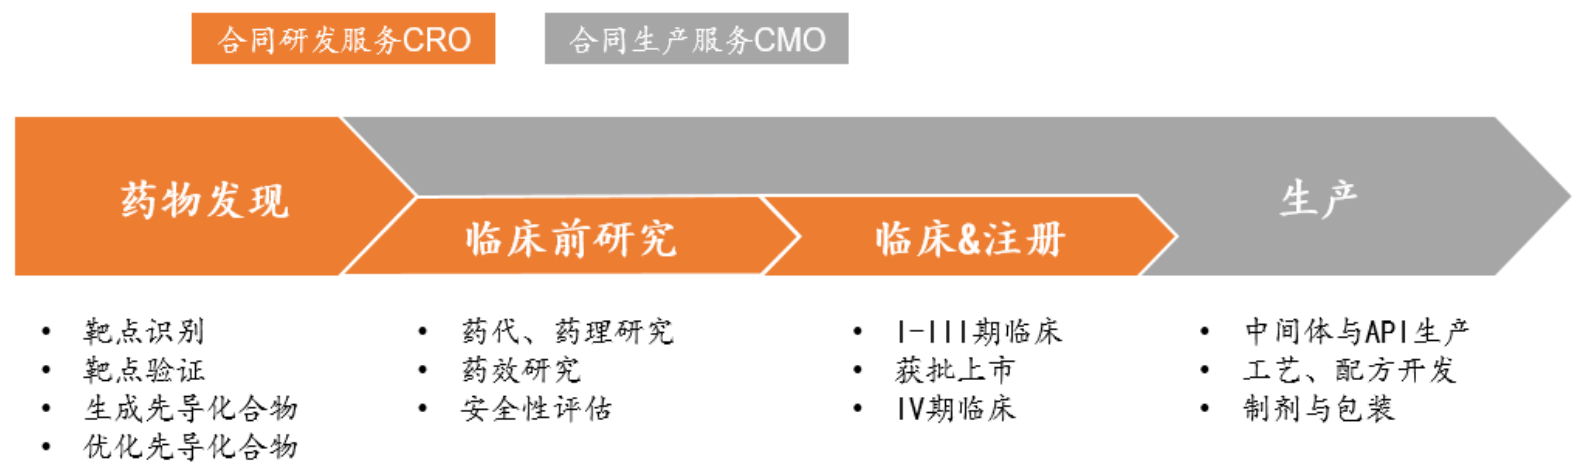 合同研发服务CRO
合同生产服务CMO
药物发现
临床前研究
临床&注册
生产
• 靶点识别
• 靶点验证
• 生成先导化合物
• 优化先导化合物
• 药代、药理研究
• 药效研究
• 安全性评估
• I-III期临床
• 获批上市
• IV期临床
• 中间体与API生产
• 工艺、配方开发
• 制剂与包装